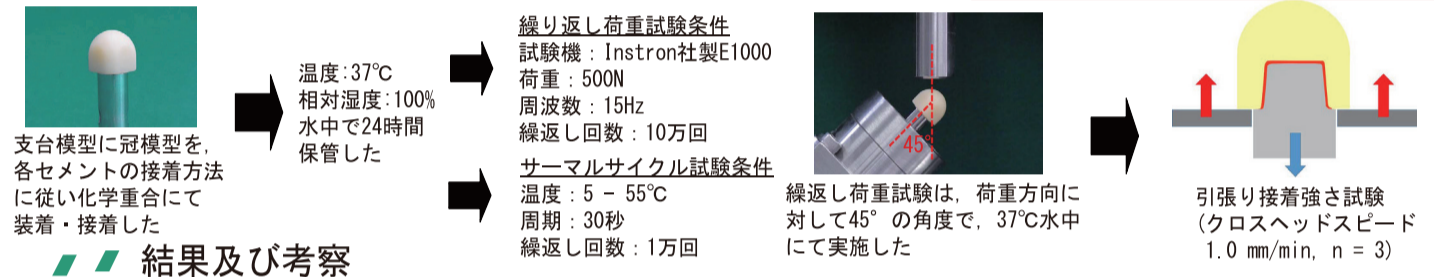 支台模型に冠模型を,
各セメントの接着方法
に従い化学重合にて
装着・接着した
温度:37℃
相対湿度:100%
水中で24時間
保管した
繰り返し荷重試験条件
試験機：Instron社製E1000
荷重：500N
周波数：15Hz
繰返し回数：10万回
サーマルサイクル試験条件
温度：5 − 55℃
周期：30秒
繰返し回数：1万回
45°
繰返し荷重試験は, 荷重方向に
対して45°の角度で, 37℃水中
にて実施した
引張り接着強さ試験
(クロスヘッドスピード
1.0 mm/min, n = 3)
結果及び考察